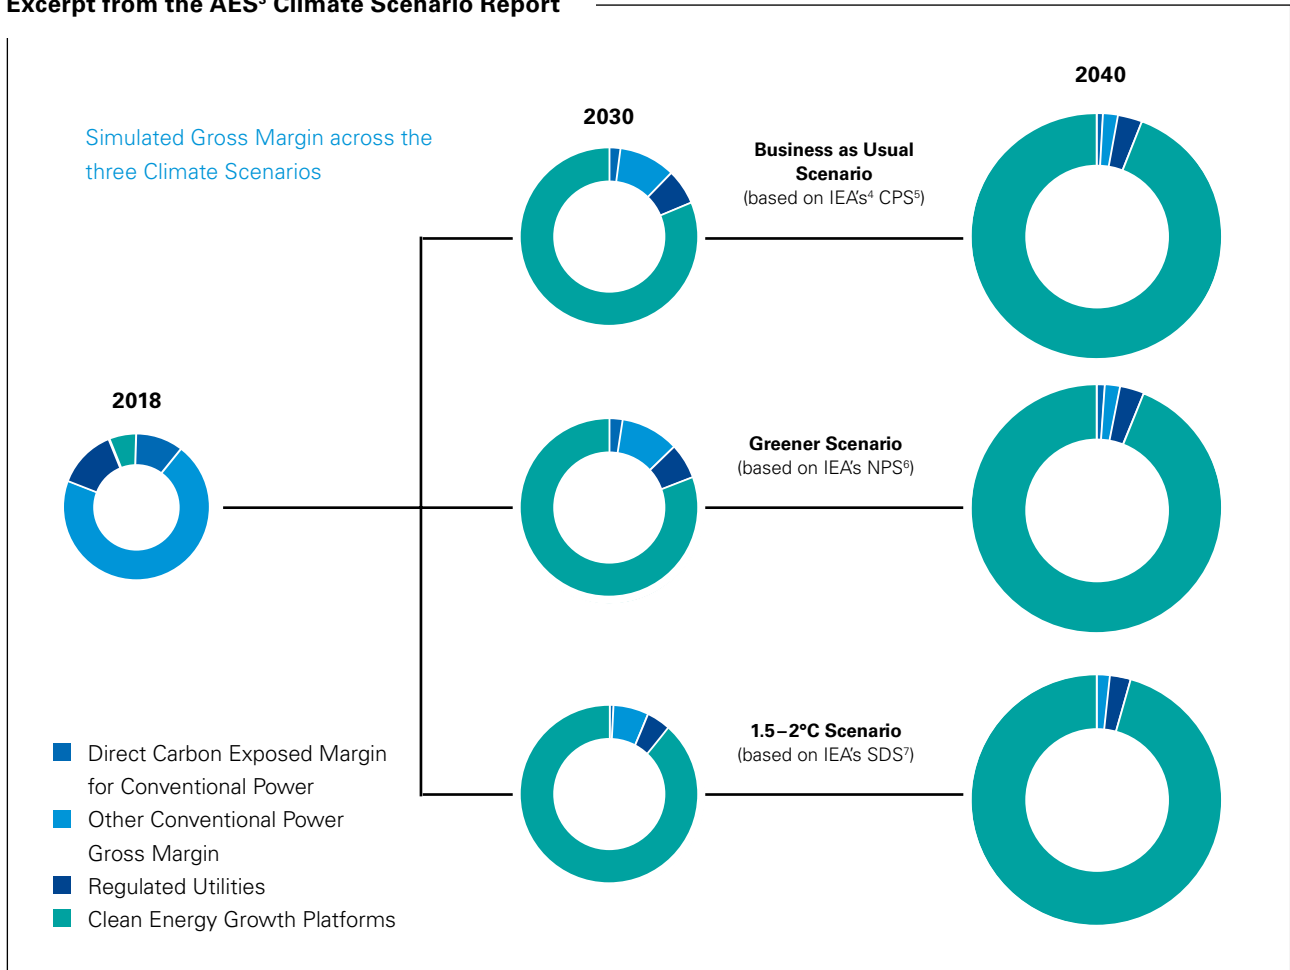 Excerpt from the AES³ Climate Scenario Report
2040
2030
Simulated Gross Margin across the
three Climate Scenarios
Business as Usual
Scenario
(based on IEA’s⁴ CPS⁵)
2018
Greener Scenario
(based on IEA’s NPS⁶)
1.5–2°C Scenario
(based on IEA’s SDS⁷)
Direct Carbon Exposed Margin
for Conventional Power
Other Conventional Power
Gross Margin
Regulated Utilities
Clean Energy Growth Platforms